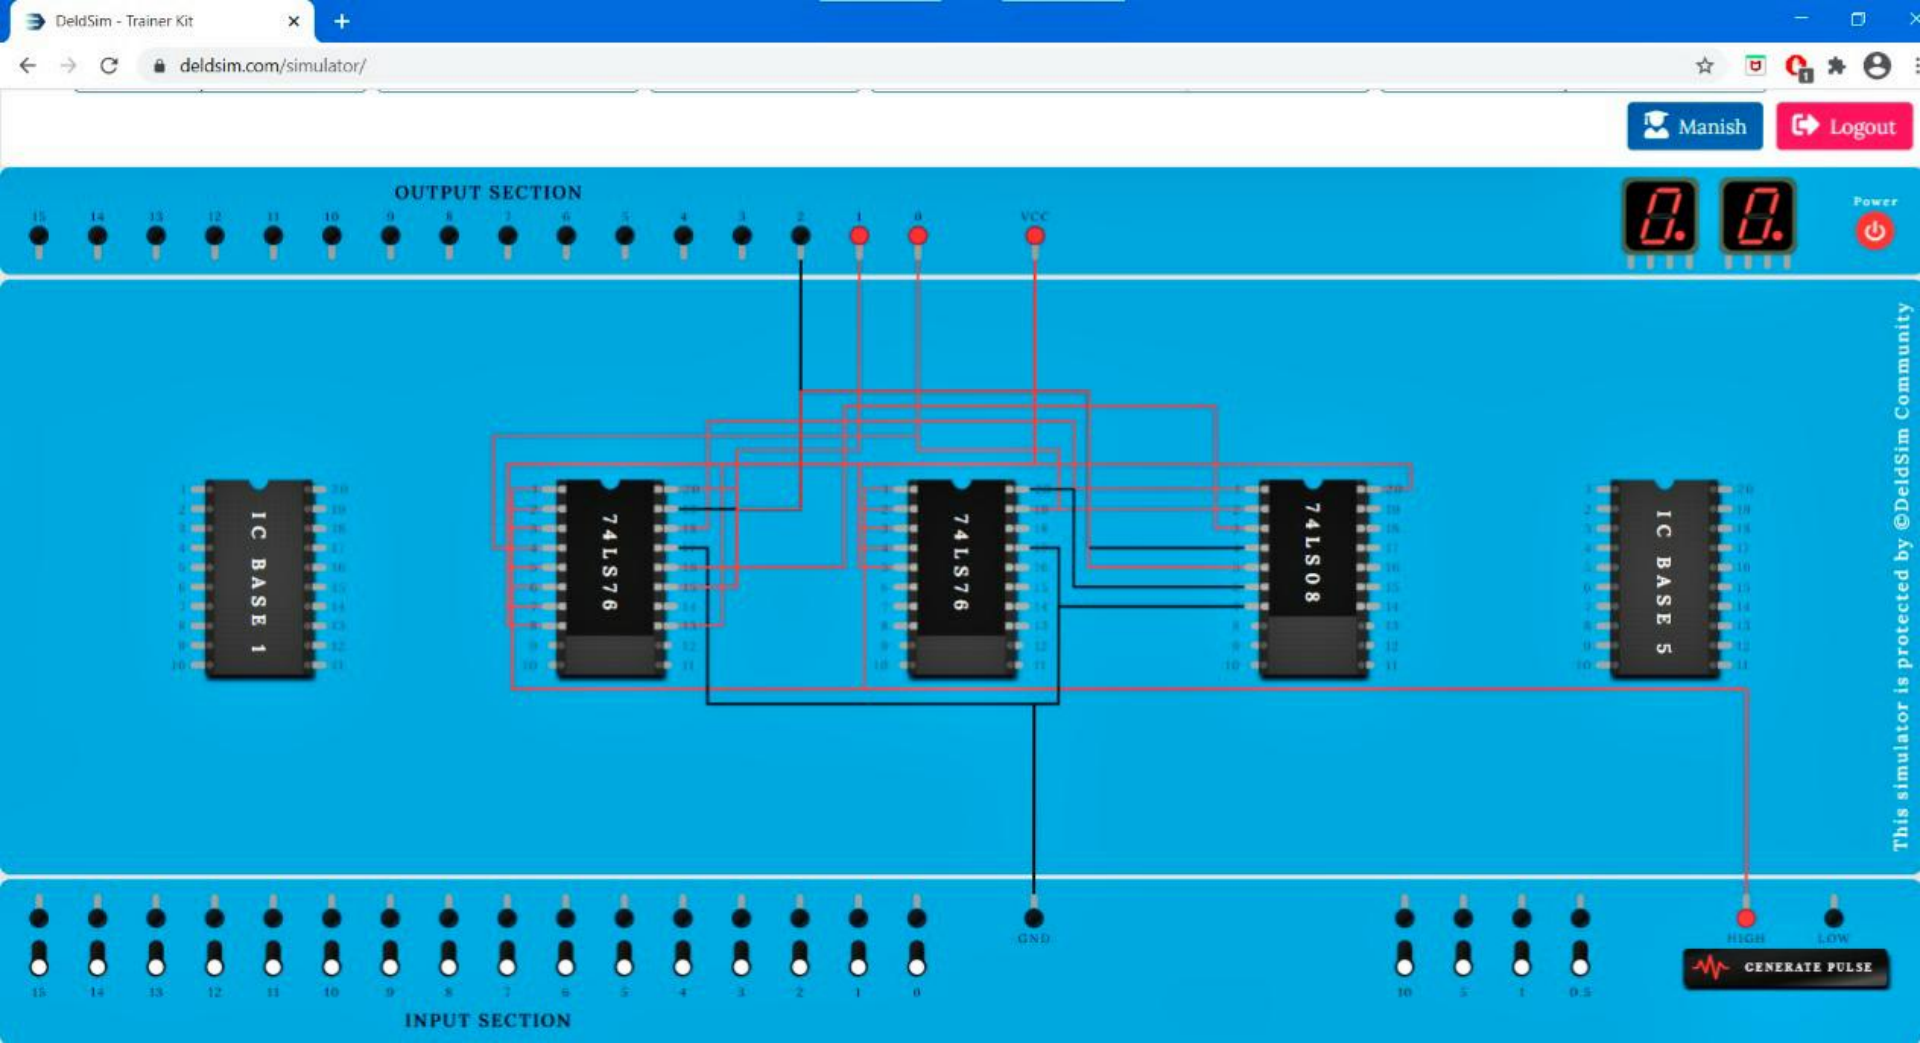 DeldSim - Trainer Kit
deldsim.com/simulator/
1
Manish
Logout
OUTPUT SECTION
15 14 13 12 11 10 9 8 7 6 5 4 3 2 1 0 VCC
Power
This simulator is protected by ©DeldSim Community
IC BASE 1
74LS76
74LS76
74LS08
IC BASE 5
GND
HIGH LOW
GENERATE PULSE
15 14 13 12 11 10 9 8 7 6 5 4 3 2 1 0 10 5 1 0.5
INPUT SECTION